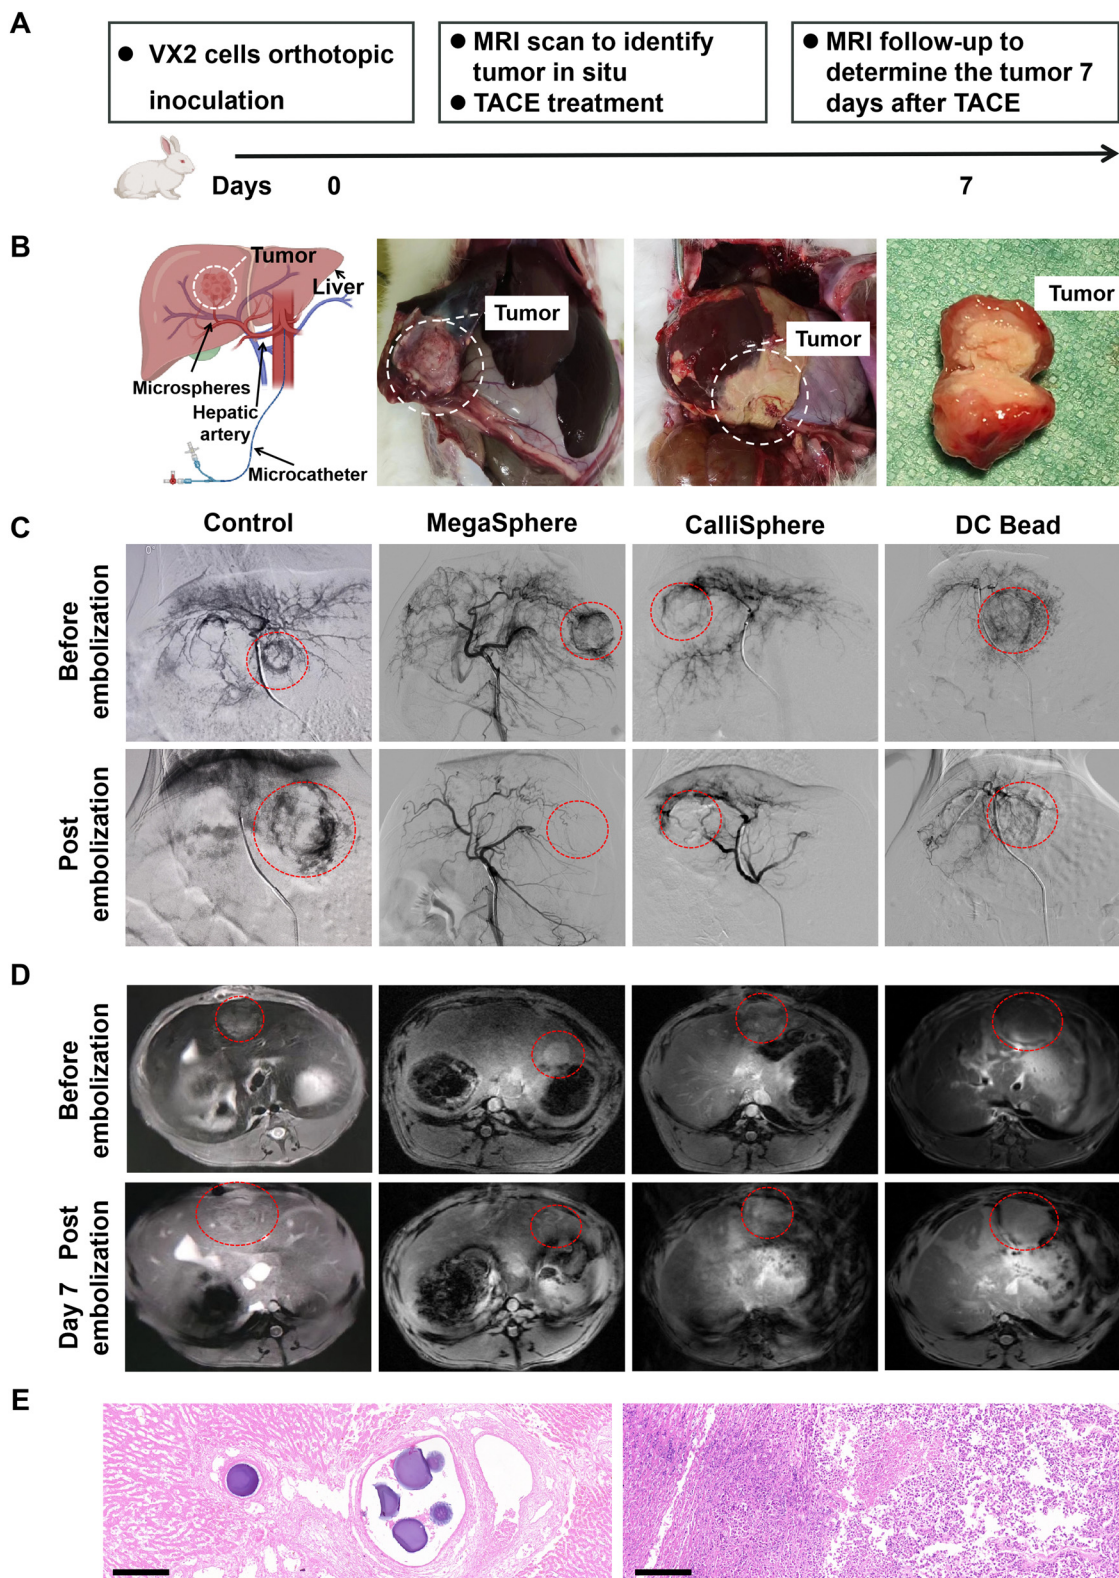 A
● VX2 cells orthotopic
inoculation
● MRI scan to identify
tumor in situ
● TACE treatment
● MRI follow-up to
determine the tumor 7
days after TACE
Days 0 7
B
Tumor
Liver
Microspheres
Hepatic
artery
Microcatheter
Tumor
Tumor
Tumor
C
Control MegaSphere CalliSphere DC Bead
Before
embolization
Post
embolization
D
Before
embolization
Day 7 Post
embolization
E